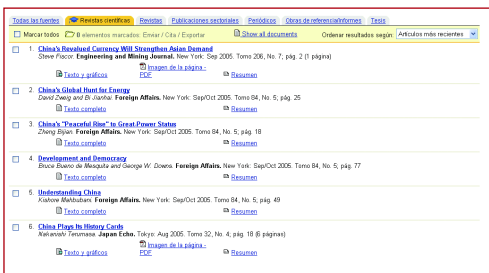 Todas las fuentes Revistas científicas Revistas Publicaciones sectoriales Periódicos Obras de referencia/informes Tesis
Marcar todos 0 elementos marcados: Enviar / Cita / Exportar Show all documents Ordenar resultados según: Artículos más recientes
1. China's Revalued Currency Will Strengthen Asian Demand
Steve Fiscor. Engineering and Mining Journal. New York: Sep 2005. Tomo 206, No. 7; pág. 2 (1 página)
Texto y gráficos Imagen de la página - PDF Resumen
2. China's Global Hunt for Energy
David Zweig and Bi Jianhai. Foreign Affairs. New York: Sep/Oct 2005. Tomo 84, No. 5; pág. 25
Texto completo Resumen
3. China's "Peaceful Rise" to Great-Power Status
Zheng Bijian. Foreign Affairs. New York: Sep/Oct 2005. Tomo 84, No. 5; pág. 18
Texto completo Resumen
4. Development and Democracy
Bruce Bueno de Mesquita and George W. Downs. Foreign Affairs. New York: Sep/Oct 2005. Tomo 84, No. 5; pág. 77
Texto completo Resumen
5. Understanding China
Kishore Mahbubani. Foreign Affairs. New York: Sep/Oct 2005. Tomo 84, No. 5; pág. 49
Texto completo Resumen
6. China Plays Its History Cards
Nakanishi Terumasa. Japan Echo. Tokyo: Aug 2005. Tomo 32, No. 4; pág. 18 (6 páginas)
Texto y gráficos Imagen de la página - PDF Resumen